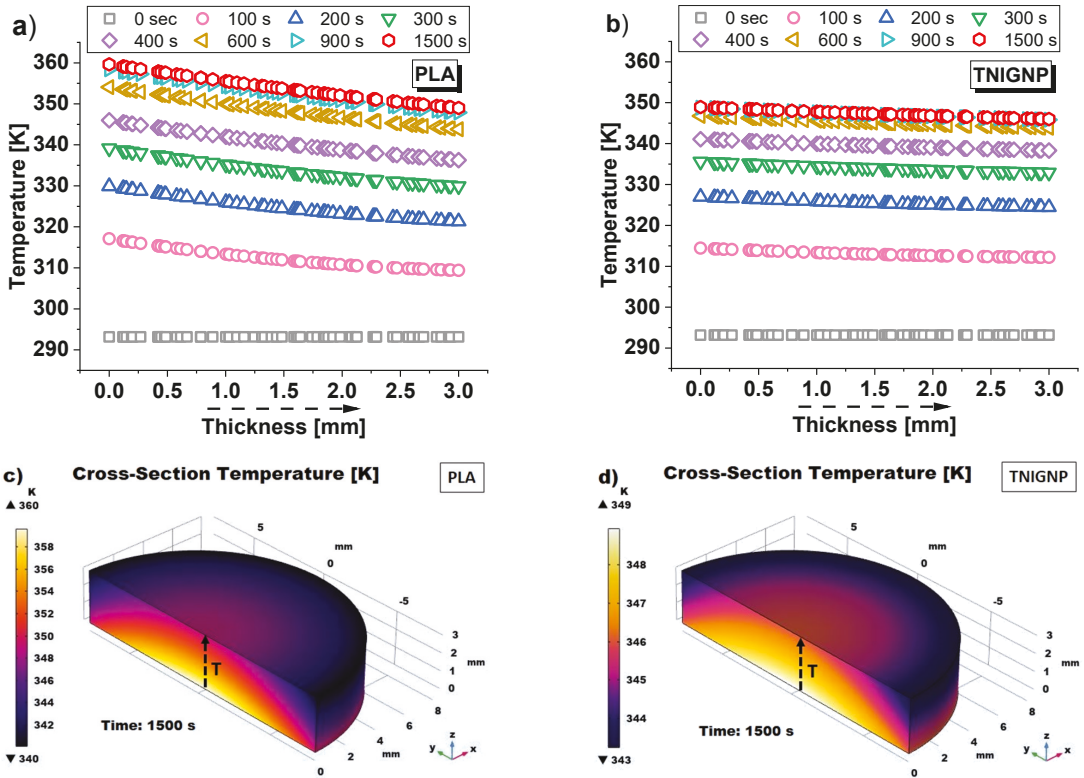 a)
0 sec 100 s 200 s 300 s
400 s 600 s 900 s 1500 s
PLA
Temperature [K]
360
350
340
330
320
310
300
290
0.0 0.5 1.0 1.5 2.0 2.5 3.0
Thickness [mm]
b)
0 sec 100 s 200 s 300 s
400 s 600 s 900 s 1500 s
TNIGNP
Temperature [K]
360
350
340
330
320
310
300
290
0.0 0.5 1.0 1.5 2.0 2.5 3.0
Thickness [mm]
c) Cross-Section Temperature [K] PLA
K
▲ 360
358
356
354
352
350
348
346
344
342
▼ 340
5
mm
0
-5
3
2
1
0
mm
8
6
4
mm
2
0
T
Time: 1500 s
y z x
d) Cross-Section Temperature [K] TNIGNP
K
▲ 349
348
347
346
345
344
▼ 343
5
mm
0
-5
3
2
1
0
mm
8
6
4
mm
2
0
T
Time: 1500 s
y z x